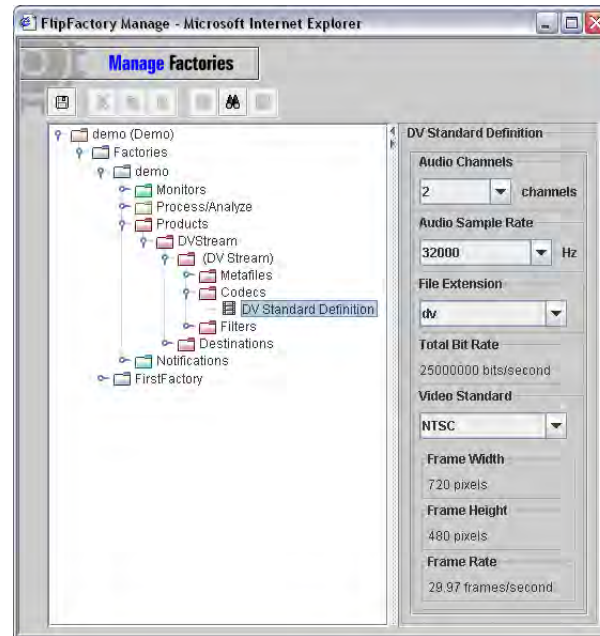 FlipFactory Manage - Microsoft Internet Explorer
Manage Factories
demo (Demo)
Factories
demo
Monitors
Process/Analyze
Products
DVStream
(DV Stream)
Metafiles
Codecs
DV Standard Definition
Filters
Destinations
Notifications
FirstFactory
DV Standard Definition
Audio Channels
2 channels
Audio Sample Rate
32000 Hz
File Extension
dv
Total Bit Rate
25000000 bits/second
Video Standard
NTSC
Frame Width
720 pixels
Frame Height
480 pixels
Frame Rate
29.97 frames/second